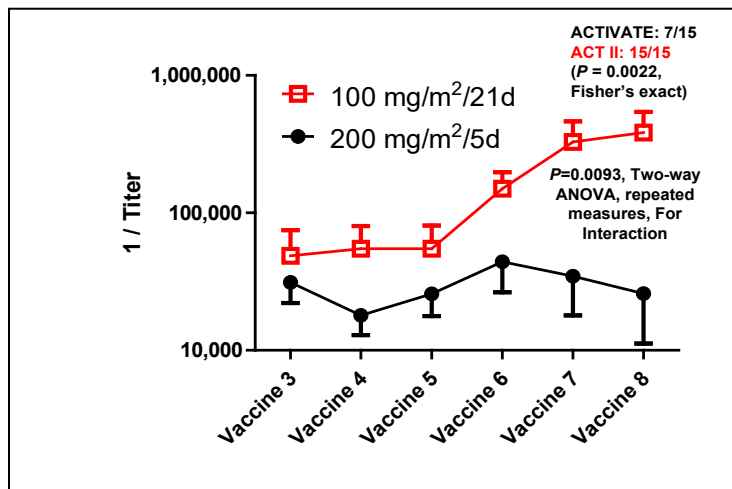 ACTIVATE: 7/15
ACT II: 15/15
(P = 0.0022,
Fisher's exact)
1,000,000
100 mg/m²/21d
200 mg/m²/5d
P=0.0093, Two-way
ANOVA, repeated
measures, For
Interaction
1 / Titer
100,000
10,000
Vaccine 3
Vaccine 4
Vaccine 5
Vaccine 6
Vaccine 7
Vaccine 8